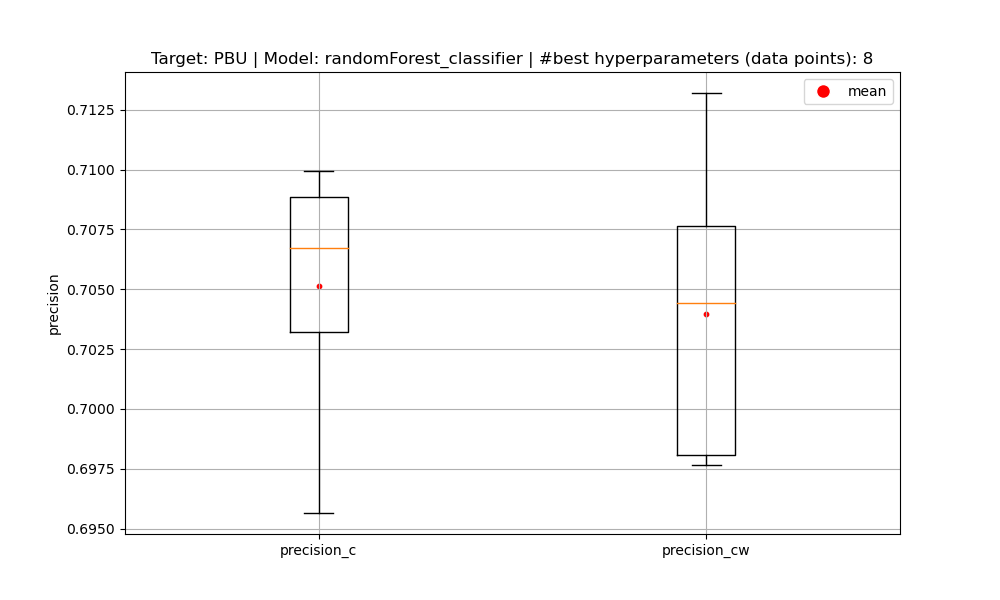 Target: PBU | Model: randomForest_classifier | #best hyperparameters (data points): 8
mean
precision
0.7125
0.7100
0.7075
0.7050
0.7025
0.7000
0.6975
0.6950
precision_c
precision_cw